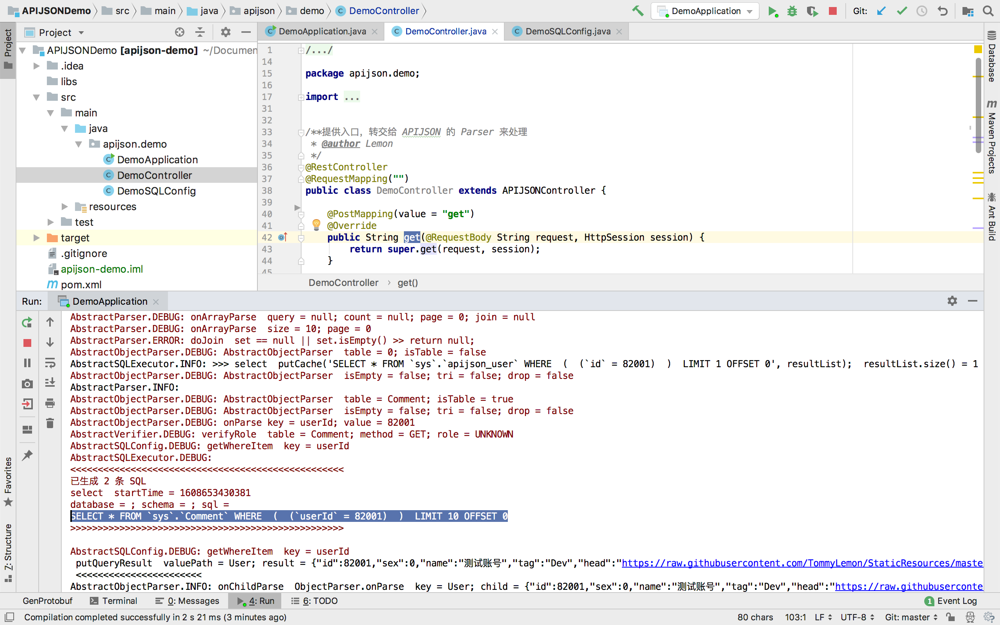 APIJSONDemo src main java apijson demo DemoController DemoApplication Git:
Project
DemoApplication.java DemoController.java DemoSQLConfig.java
Project
APIJSONDemo [apijson-demo] ~/Documen
.idea
libs
src
main
java
apijson.demo
DemoApplication
DemoController
DemoSQLConfig
resources
test
target
.gitignore
apijson-demo.iml
pom.xml
1 /.../
14
15 package apijson.demo;
16
17 import ...
31
32
33 /**提供入口，转交给 APIJSON 的 Parser 来处理
34  * @author Lemon
35  */
36 @RestController
37 @RequestMapping("")
38 public class DemoController extends APIJSONController {
39
40     @PostMapping(value = "get")
41     @Override
42     public String get(@RequestBody String request, HttpSession session) {
43         return super.get(request, session);
44     }
45
DemoController › get()
Database
Maven Projects
Ant Build
Run: DemoApplication
AbstractParser.DEBUG: onArrayParse  query = null; count = null; page = 0; join = null
AbstractParser.DEBUG: onArrayParse  size = 10; page = 0
AbstractParser.ERROR: doJoin  set == null || set.isEmpty() >> return null;
AbstractObjectParser.DEBUG: AbstractObjectParser  table = 0; isTable = false
AbstractSQLExecutor.INFO: >>> select  putCache('SELECT * FROM `sys`.`apijson_user` WHERE  (  (`id` = 82001)  )  LIMIT 1 OFFSET 0', resultList);  resultList.size() = 1
AbstractObjectParser.DEBUG: AbstractObjectParser  isEmpty = false; tri = false; drop = false
AbstractParser.INFO:
AbstractObjectParser.DEBUG: AbstractObjectParser  table = Comment; isTable = true
AbstractObjectParser.DEBUG: AbstractObjectParser  isEmpty = false; tri = false; drop = false
AbstractObjectParser.DEBUG: onParse key = userId; value = 82001
AbstractVerifier.DEBUG: verifyRole  table = Comment; method = GET; role = UNKNOWN
AbstractSQLConfig.DEBUG: getWhereItem  key = userId
AbstractSQLExecutor.DEBUG:
<<<<<<<<<<<<<<<<<<<<<<<<<<<<<<<<<<<<<<<<<<<<<<<<<<
已生成 2 条 SQL
select  startTime = 1608653430381
database = ; schema = ; sql =
SELECT * FROM `sys`.`Comment` WHERE  (  (`userId` = 82001)  )  LIMIT 10 OFFSET 0
>>>>>>>>>>>>>>>>>>>>>>>>>>>>>>>>>>>>>>>>>>>>>>>>>>
AbstractSQLConfig.DEBUG: getWhereItem  key = userId
putQueryResult  valuePath = User; result = {"id":82001,"sex":0,"name":"测试账号","tag":"Dev","head":"https://raw.githubusercontent.com/TommyLemon/StaticResources/maste
<<<<<<<<<<<<<<<<<<<<<<<
AbstractObjectParser.INFO: onChildParse  ObjectParser.onParse  key = User; child = {"id":82001,"sex":0,"name":"测试账号","tag":"Dev","head":"https://raw.githubuserconte
Favorites
Z: Structure
GenProtobuf Terminal 0: Messages 4: Run 6: TODO 1 Event Log
Compilation completed successfully in 2 s 21 ms (3 minutes ago) 80 chars 103:1 LF UTF-8 Git: master